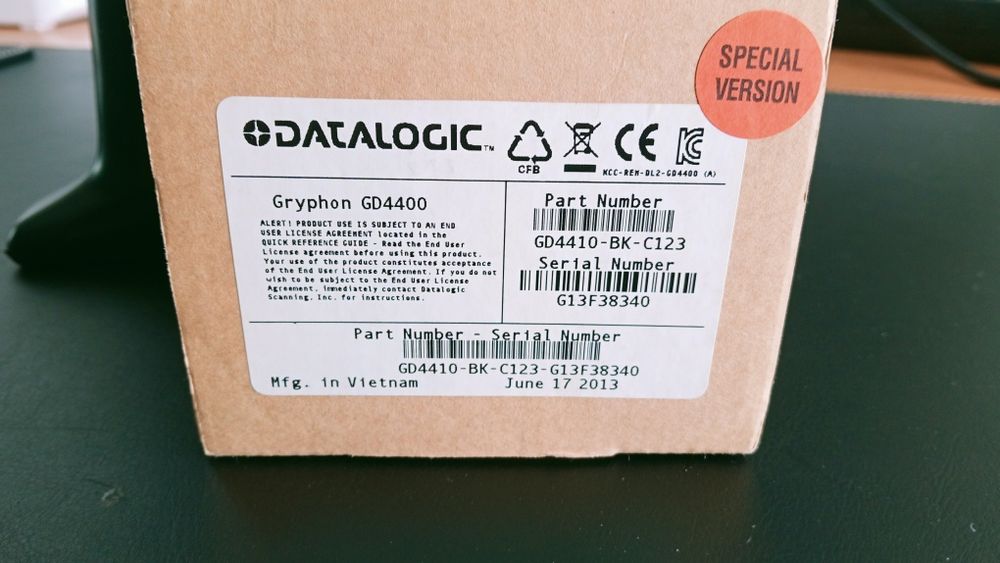 SPECIAL
VERSION
DATALOGIC™
CFB
CE
KCC-REM-DL2-GD4400 (A)
Gryphon GD4400
ALERT! PRODUCT USE IS SUBJECT TO AN END
USER LICENSE AGREEMENT located in the
QUICK REFERENCE GUIDE - Read the End User
License agreement before using this product.
Your use of the product constitutes acceptance
of the End User License Agreement. If you do not
wish to be subject to the End User License
Agreement, immediately contact Datalogic
Scanning, Inc. for instructions.
Part Number
GD4410-BK-C123
Serial Number
G13F38340
Part Number - Serial Number
GD4410-BK-C123-G13F38340
Mfg. in Vietnam June 17 2013